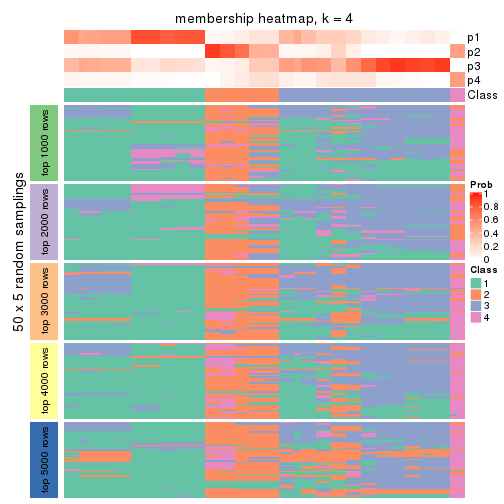 membership heatmap, k = 4
p1
p2
p3
p4
Class
50 x 5 random samplings
top 1000 rows
top 2000 rows
top 3000 rows
top 4000 rows
top 5000 rows
Prob
1
0.8
0.6
0.4
0.2
0
Class
1
2
3
4